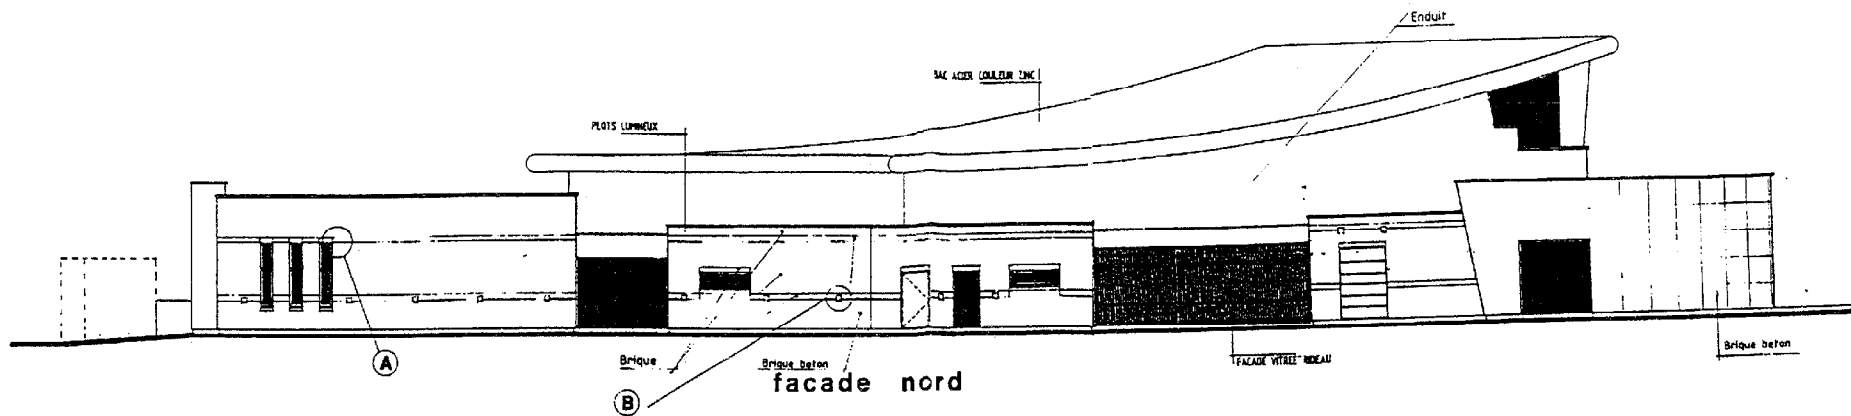 Enduit
BAC ACIER COULEUR ZINC
PLOTS LUMINEUX
A
Brique
Brique beton
FACADE VITREE RIDEAU
Brique beton
facade nord
B